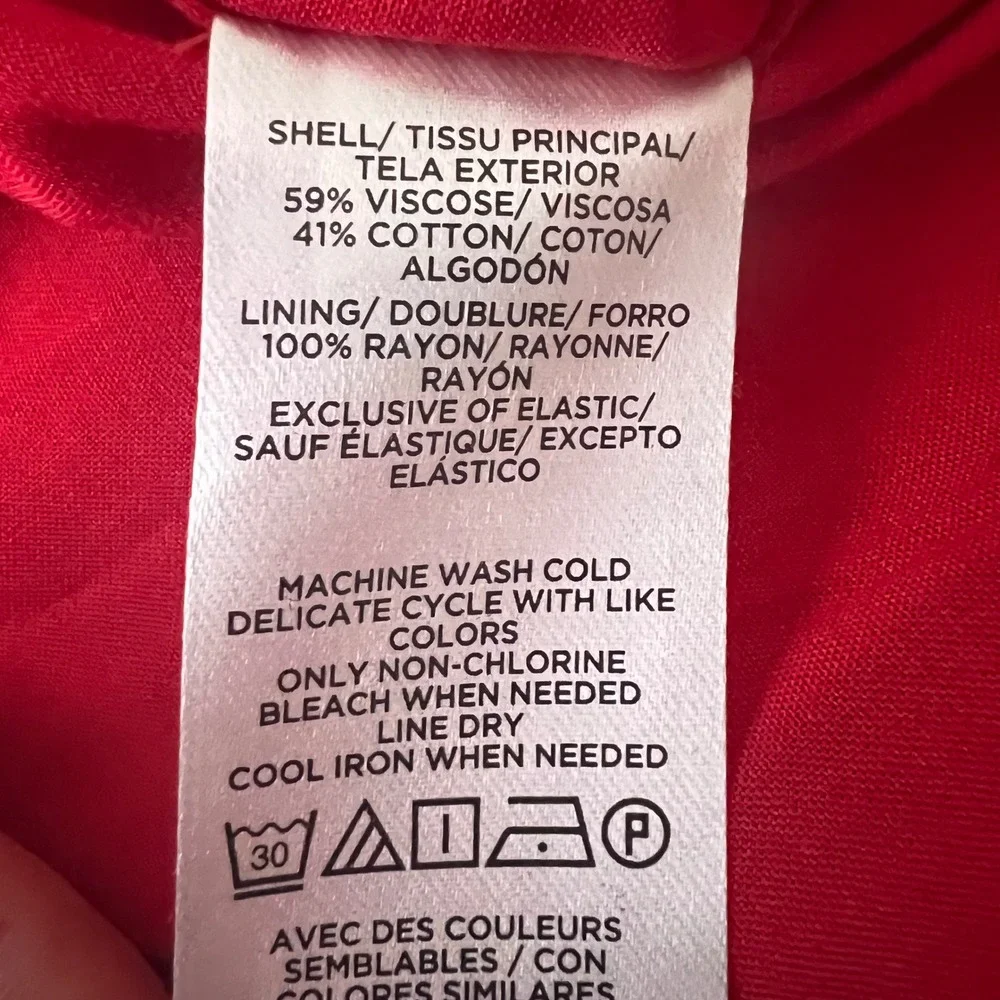 SHELL/ TISSU PRINCIPAL/
TELA EXTERIOR
59% VISCOSE/ VISCOSA
41% COTTON/ COTON/
ALGODÓN
LINING/ DOUBLURE/ FORRO
100% RAYON/ RAYONNE/
RAYÓN
EXCLUSIVE OF ELASTIC/
SAUF ÉLASTIQUE/ EXCEPTO
ELÁSTICO
MACHINE WASH COLD
DELICATE CYCLE WITH LIKE
COLORS
ONLY NON-CHLORINE
BLEACH WHEN NEEDED
LINE DRY
COOL IRON WHEN NEEDED
30 P
AVEC DES COULEURS
SEMBLABLES / CON
COLORES SIMILARES